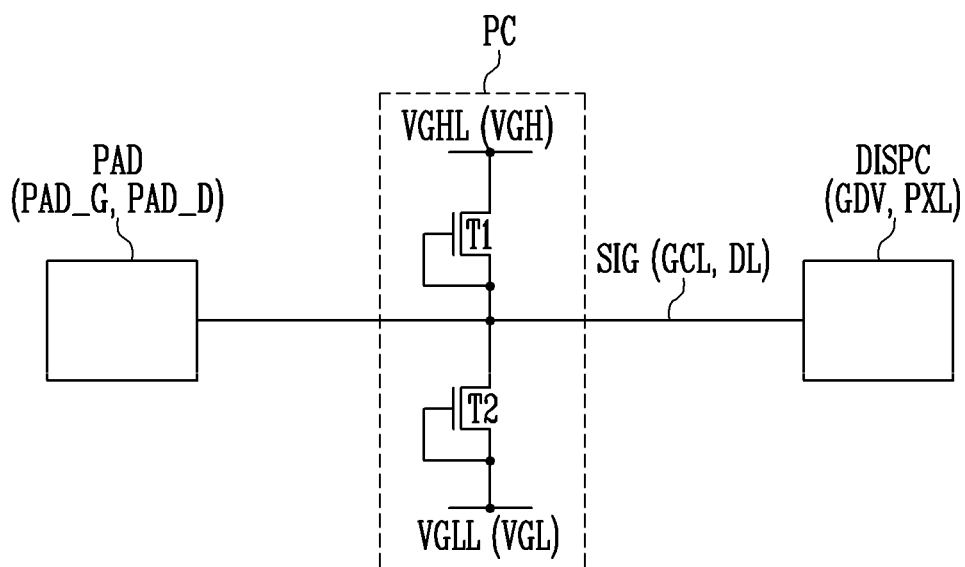 PC
VGHL (VGH)
PAD
(PAD_G, PAD_D)
DISPC
(GDV, PXL)
T1
SIG (GCL, DL)
T2
VGLL (VGL)